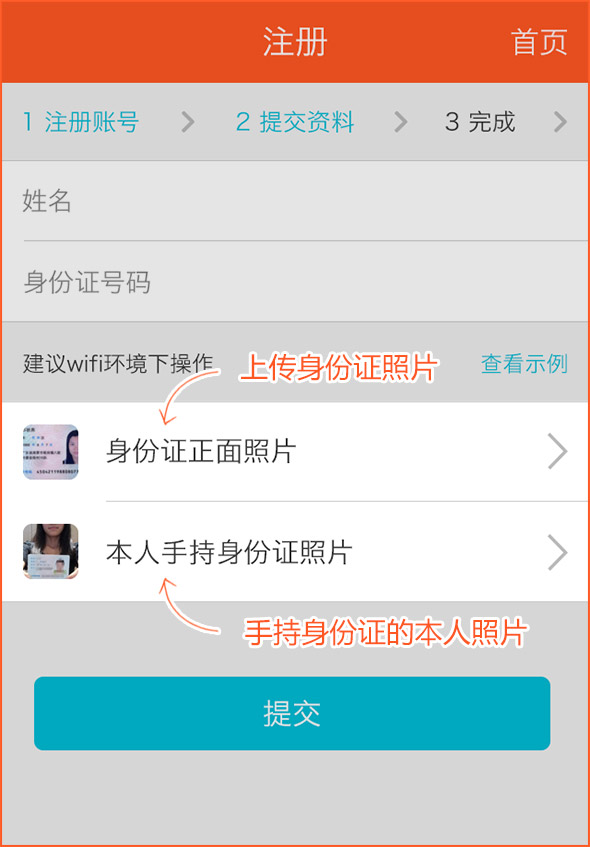 注册
首页
1 注册账号
2 提交资料
3 完成
姓名
身份证号码
建议wifi环境下操作
上传身份证照片
查看示例
身份证正面照片
本人手持身份证照片
手持身份证的本人照片
提交